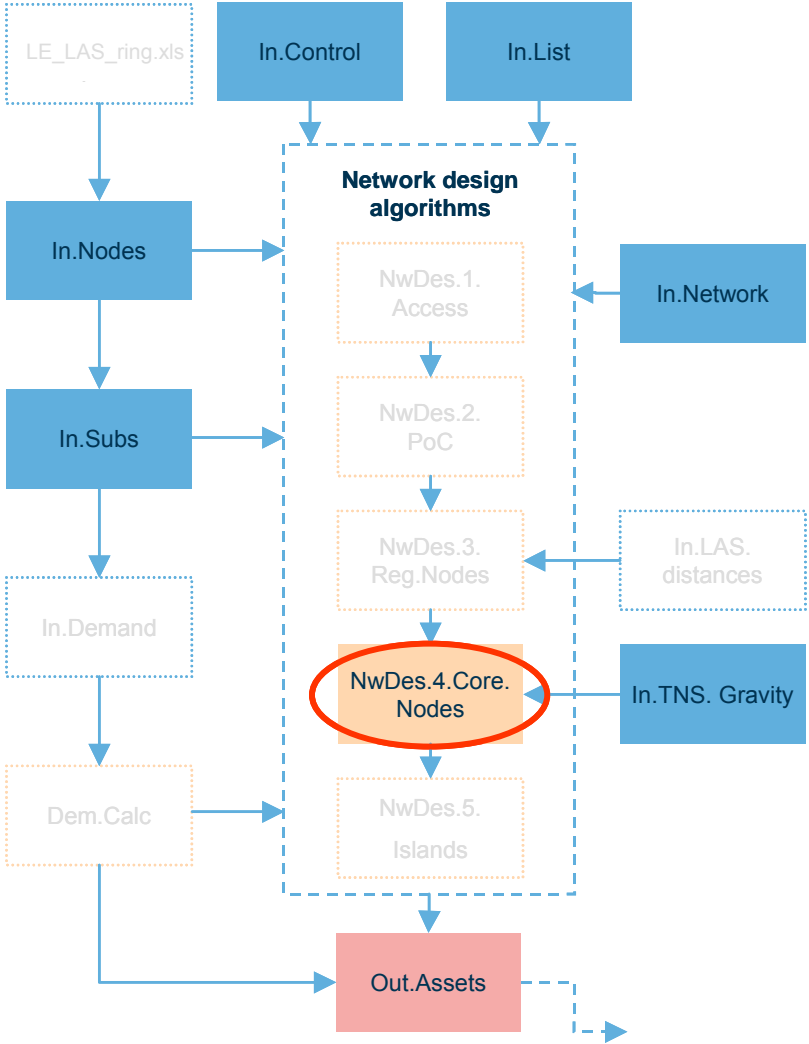 LE_LAS_ring.xls
In.Control
In.List
Network design
algorithms
In.Nodes
NwDes.1.
Access
In.Network
In.Subs
NwDes.2.
PoC
NwDes.3.
Reg.Nodes
In.LAS.
distances
In.Demand
NwDes.4.Core.
Nodes
In.TNS. Gravity
Dem.Calc
NwDes.5.
Islands
Out.Assets